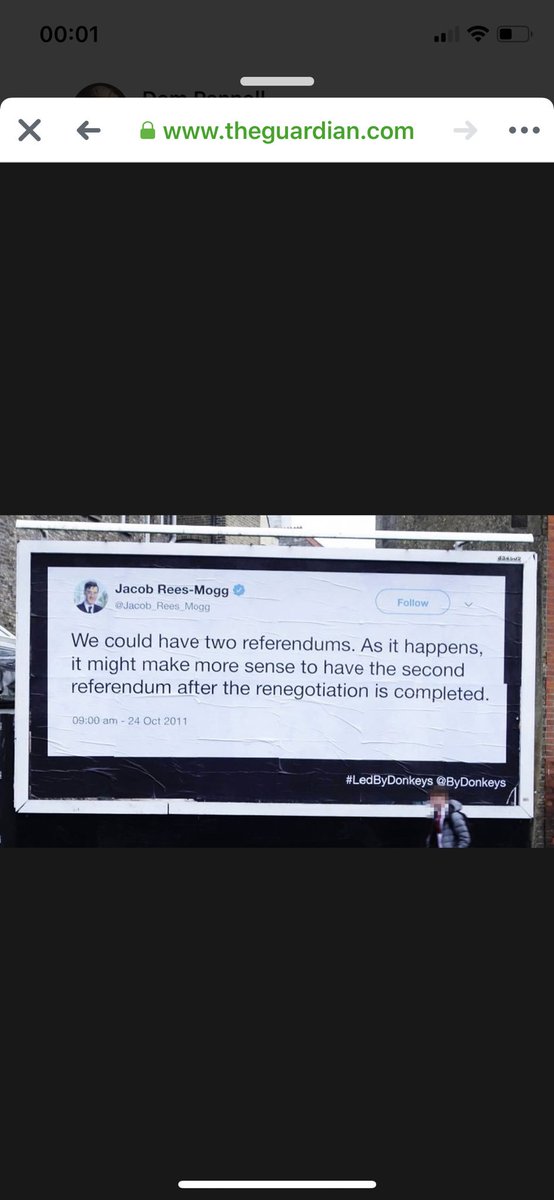 00:01
www.theguardian.com
Jacob Rees-Mogg
@Jacob_Rees_Mogg
Follow
We could have two referendums. As it happens,
it might make more sense to have the second
referendum after the renegotiation is completed.
09:00 am - 24 Oct 2011
#LedByDonkeys @ByDonkeys